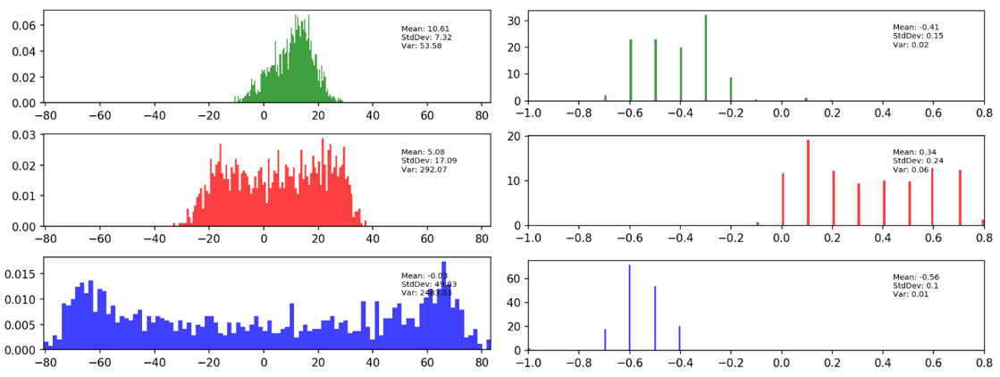 0.06
0.04
0.02
0.00
Mean: 10.61
StdDev: 7.32
Var: 53.58
−80 −60 −40 −20 0 20 40 60 80
30
20
10
0
Mean: -0.41
StdDev: 0.15
Var: 0.02
−1.0 −0.8 −0.6 −0.4 −0.2 0.0 0.2 0.4 0.6 0.8
0.03
0.02
0.01
0.00
Mean: 5.08
StdDev: 17.09
Var: 292.07
−80 −60 −40 −20 0 20 40 60 80
20
10
0
Mean: 0.34
StdDev: 0.24
Var: 0.06
−1.0 −0.8 −0.6 −0.4 −0.2 0.0 0.2 0.4 0.6 0.8
0.015
0.010
0.005
0.000
Mean: -0.03
StdDev: 49.83
Var: 2483.03
−80 −60 −40 −20 0 20 40 60 80
60
40
20
0
Mean: -0.56
StdDev: 0.1
Var: 0.01
−1.0 −0.8 −0.6 −0.4 −0.2 0.0 0.2 0.4 0.6 0.8